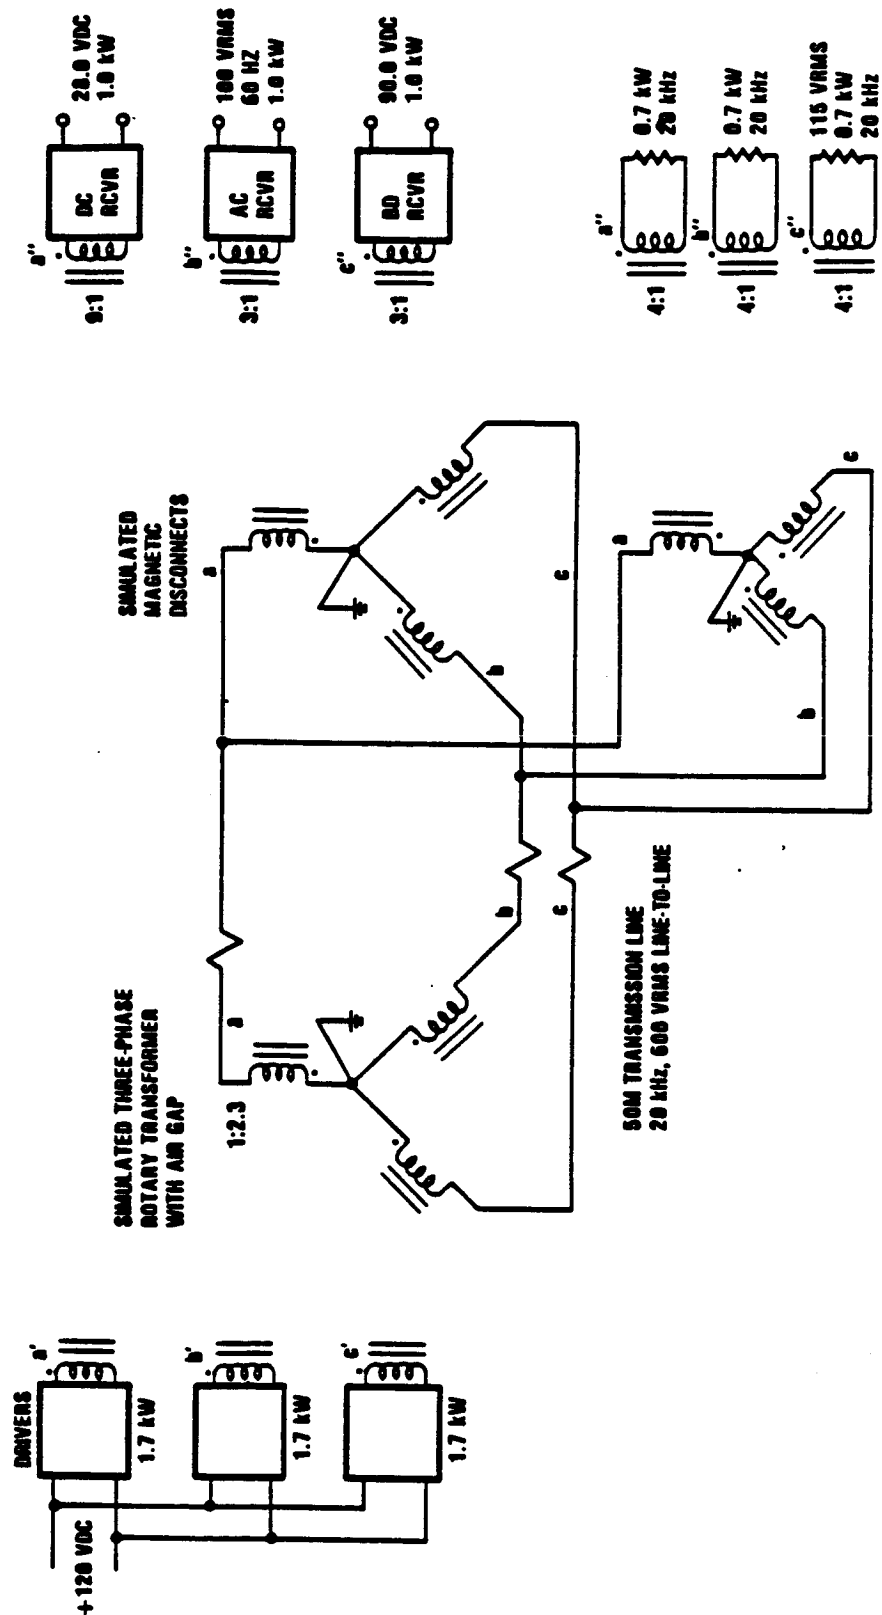 +120 VDC
DRIVERS
a'
1.7 kW
b'
1.7 kW
c'
1.7 kW
SIMULATED THREE-PHASE
ROTARY TRANSFORMER
WITH AIR GAP
1:2.3
a
b
c
50M TRANSMISSION LINE
20 kHz, 600 VRMS LINE-TO-LINE
SIMULATED
MAGNETIC
DISCONNECTS
a
b
c
a
b
c
9:1
a''
DC
RCVR
28.0 VDC
1.0 kW
3:1
b''
AC
RCVR
100 VRMS
60 HZ
1.0 kW
3:1
c''
BD
RCVR
90.0 VDC
1.0 kW
4:1
a''
0.7 kW
20 kHz
4:1
b''
0.7 kW
20 kHz
4:1
c''
115 VRMS
0.7 kW
20 kHz